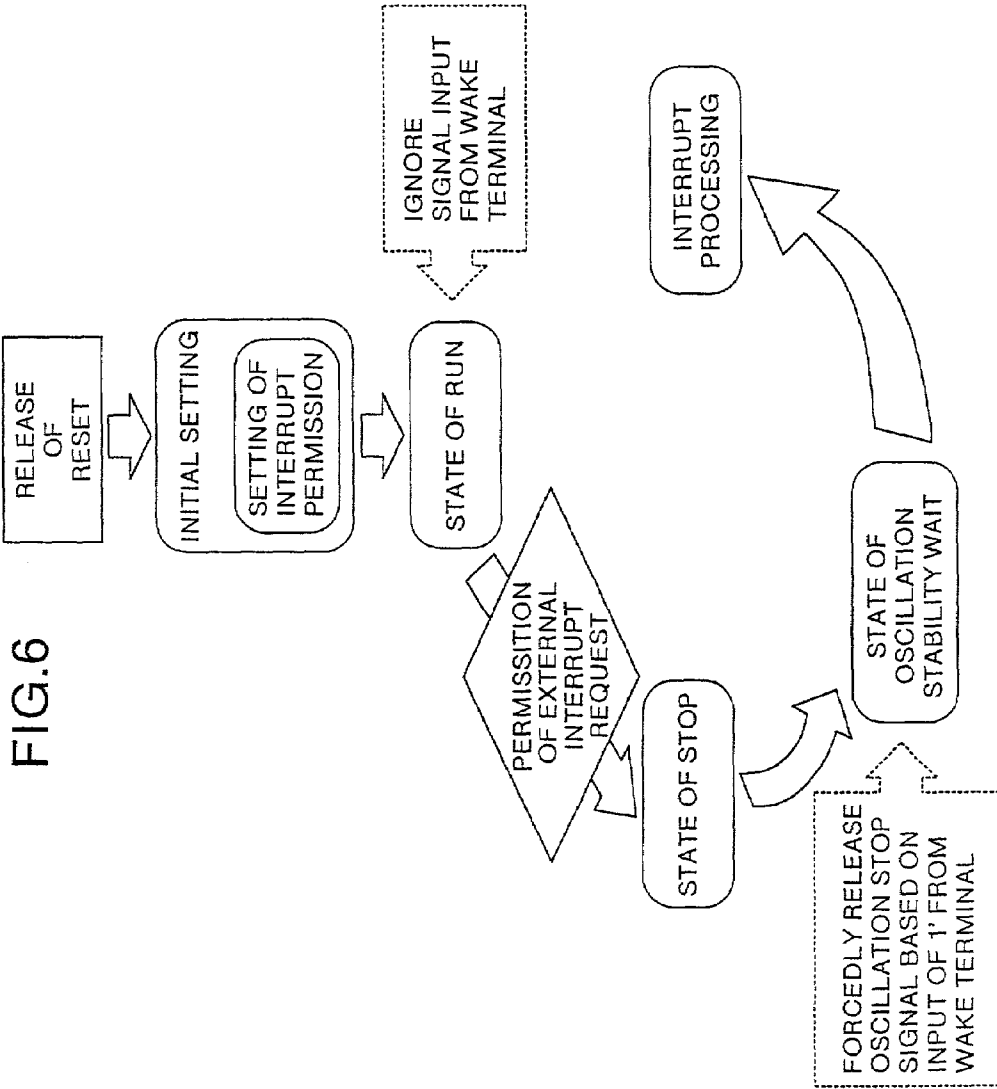 FIG.6
RELEASE
OF
RESET
INITIAL SETTING
SETTING OF
INTERRUPT
PERMISSION
STATE OF RUN
IGNORE
SIGNAL INPUT
FROM WAKE
TERMINAL
PERMISSITION
OF EXTERNAL
INTERRUPT
REQUEST
STATE OF STOP
FORCEDLY RELEASE
OSCILLATION STOP
SIGNAL BASED ON
INPUT OF 1' FROM
WAKE TERMINAL
STATE OF
OSCILLATION
STABILITY WAIT
INTERRUPT
PROCESSING